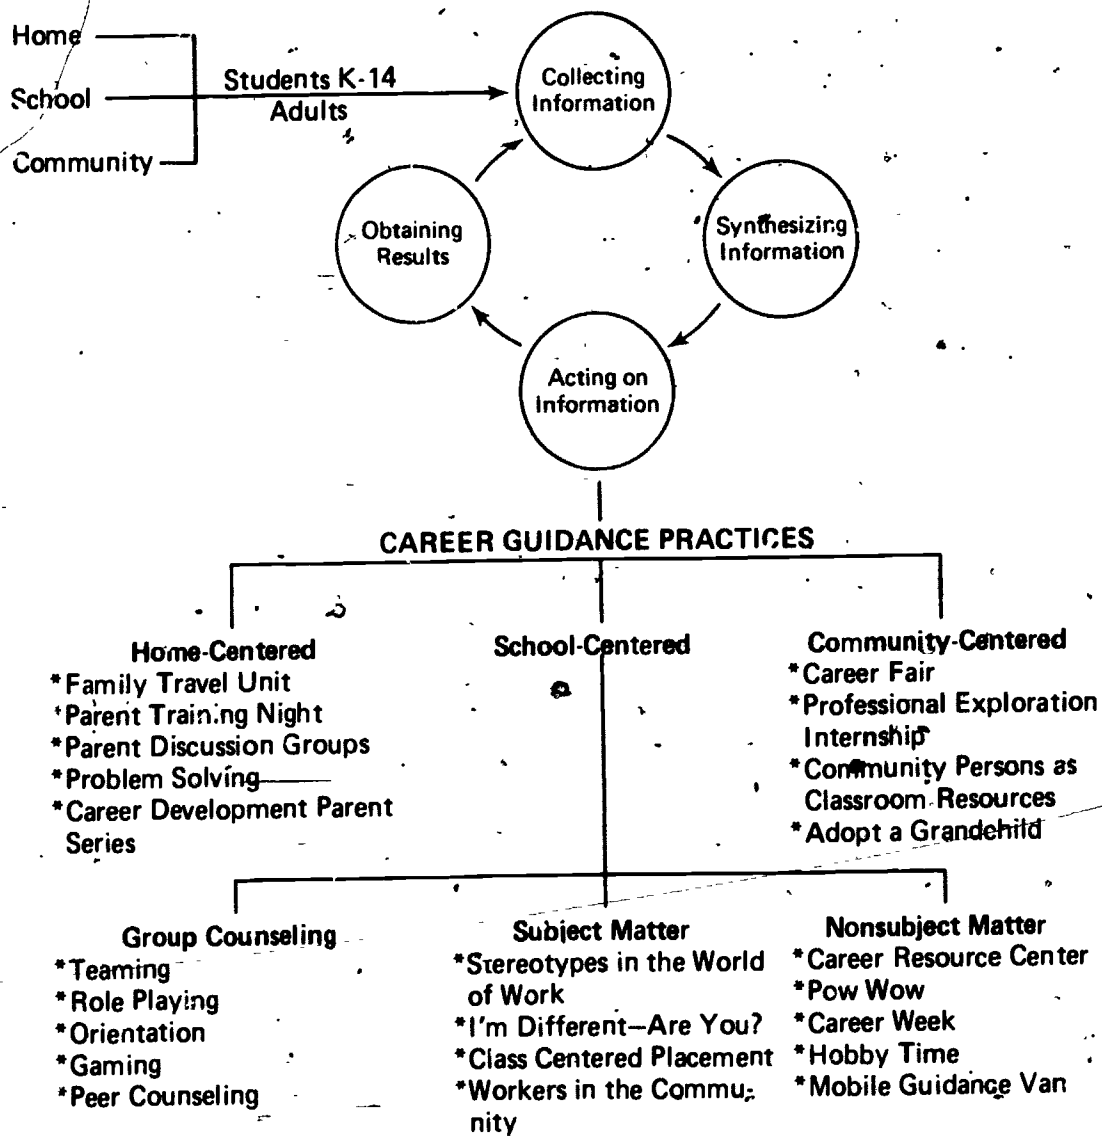 Home
School
Community
Students K-14
Adults
Collecting
Information
Synthesizing
Information
Acting on
Information
Obtaining
Results
CAREER GUIDANCE PRACTICES
Home-Centered
*Family Travel Unit
*Parent Training Night
*Parent Discussion Groups
*Problem Solving
*Career Development Parent
Series
School-Centered
Community-Centered
*Career Fair
*Professional Exploration
Internship
*Community Persons as
Classroom Resources
*Adopt a Grandchild
Group Counseling
*Teaming
*Role Playing
*Orientation
*Gaming
*Peer Counseling
Subject Matter
*Stereotypes in the World
of Work
*I'm Different—Are You?
*Class Centered Placement
*Workers in the Commu-
nity
Nonsubject Matter
*Career Resource Center
*Pow Wow
*Career Week
*Hobby Time
*Mobile Guidance Van